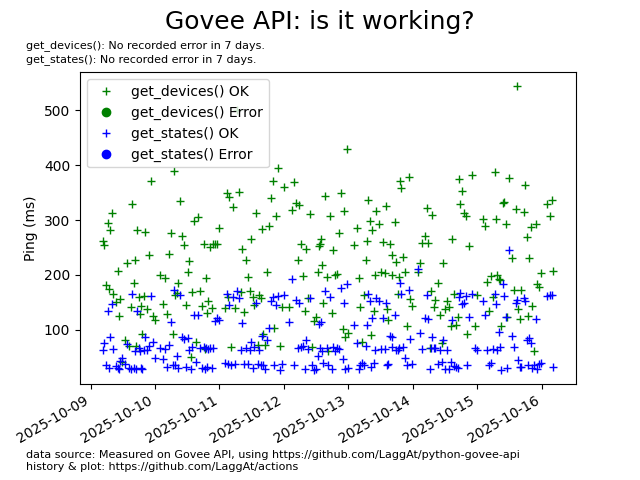 Govee API: is it working?
get_devices(): No recorded error in 7 days.
get_states(): No recorded error in 7 days.
get_devices() OK
get_devices() Error
get_states() OK
get_states() Error
Ping (ms)
500
400
300
200
100
2025-10-09
2025-10-10
2025-10-11
2025-10-12
2025-10-13
2025-10-14
2025-10-15
2025-10-16
data source: Measured on Govee API, using https://github.com/LaggAt/python-govee-api
history & plot: https://github.com/LaggAt/actions